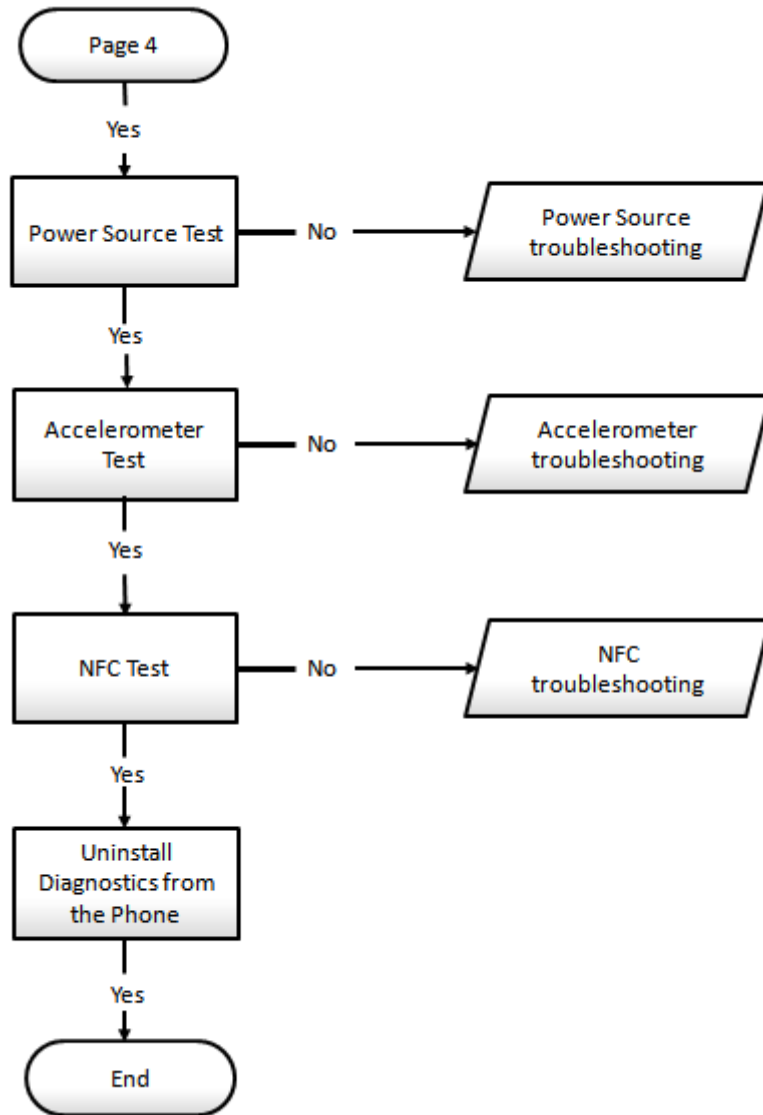 Page 4
Yes
Power Source Test
No
Power Source
troubleshooting
Yes
Accelerometer
Test
No
Accelerometer
troubleshooting
Yes
NFC Test
No
NFC
troubleshooting
Yes
Uninstall
Diagnostics from
the Phone
Yes
End